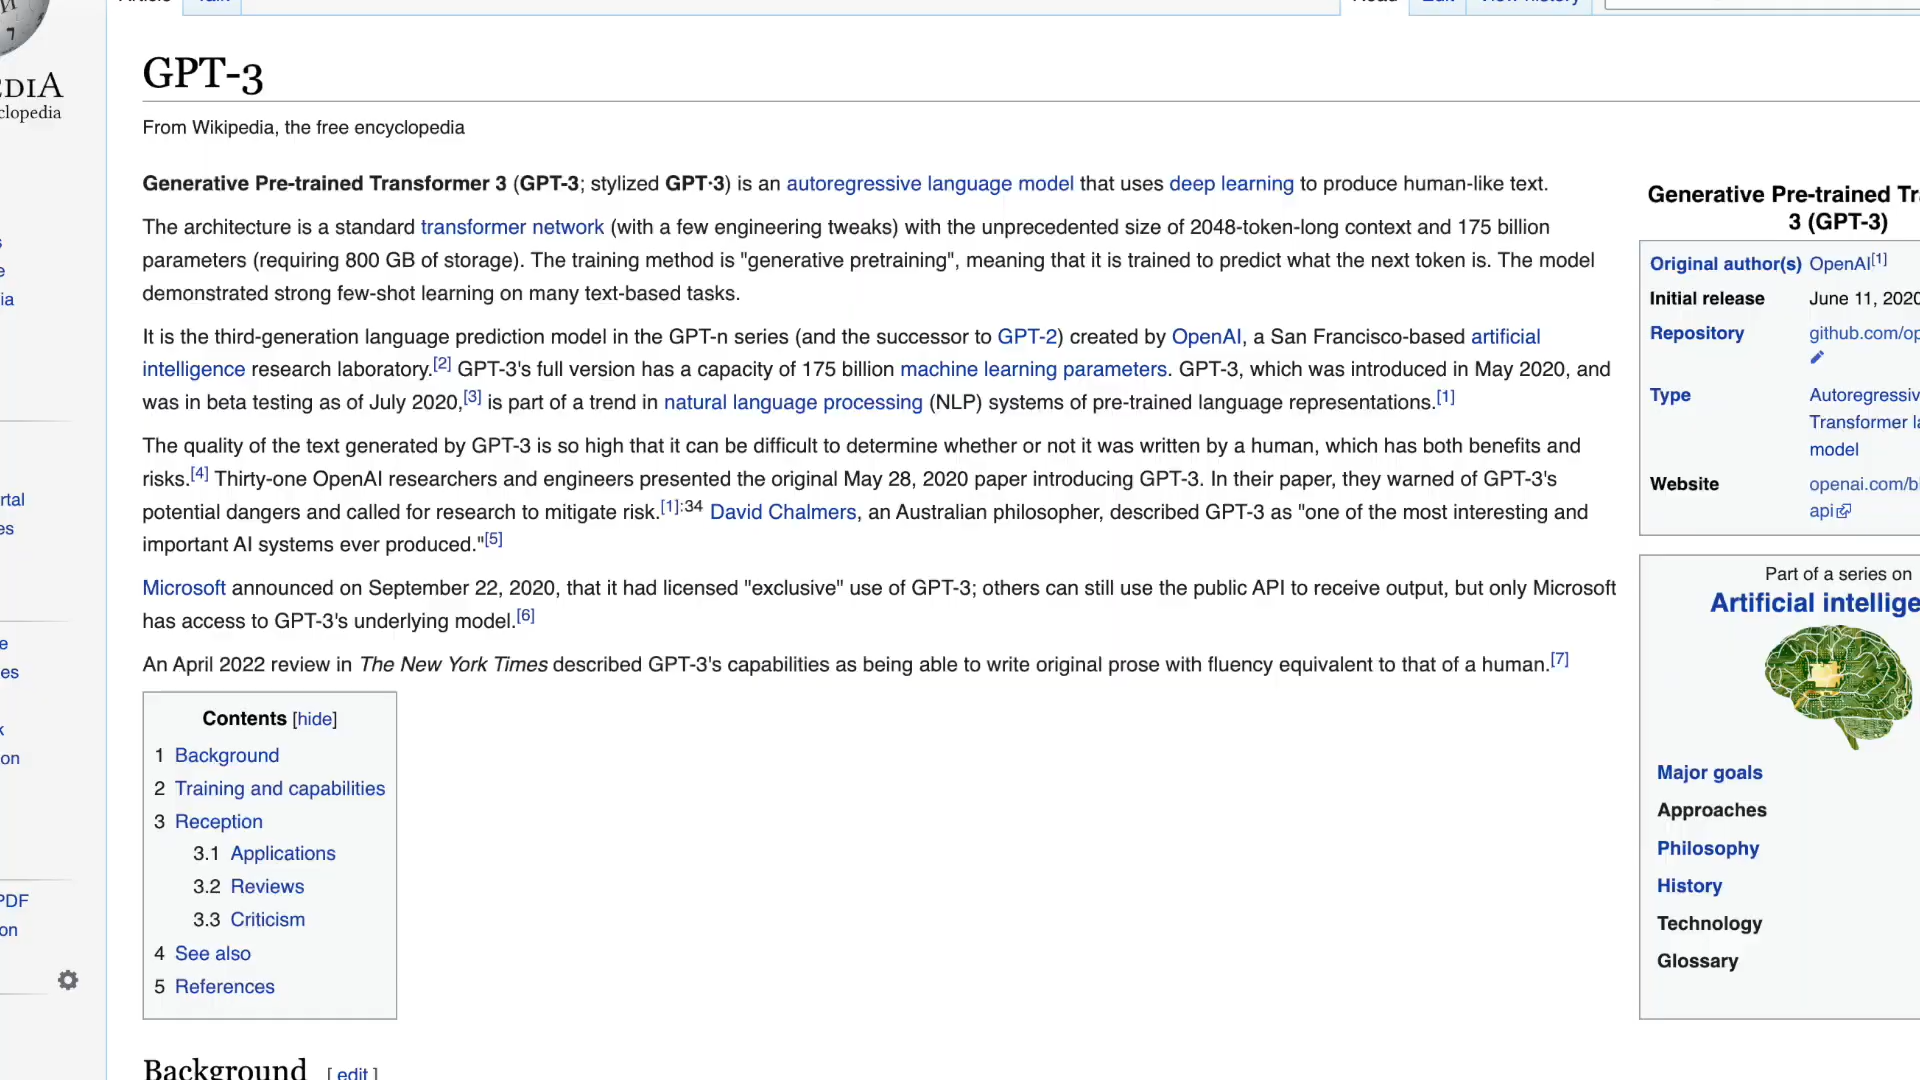 GPT-3
From Wikipedia, the free encyclopedia
Generative Pre-trained Transformer 3 (GPT-3; stylized GPT·3) is an autoregressive language model that uses deep learning to produce human-like text.
The architecture is a standard transformer network (with a few engineering tweaks) with the unprecedented size of 2048-token-long context and 175 billion
parameters (requiring 800 GB of storage). The training method is "generative pretraining", meaning that it is trained to predict what the next token is. The model
demonstrated strong few-shot learning on many text-based tasks.
It is the third-generation language prediction model in the GPT-n series (and the successor to GPT-2) created by OpenAI, a San Francisco-based artificial
intelligence research laboratory.[2] GPT-3's full version has a capacity of 175 billion machine learning parameters. GPT-3, which was introduced in May 2020, and
was in beta testing as of July 2020,[3] is part of a trend in natural language processing (NLP) systems of pre-trained language representations.[1]
The quality of the text generated by GPT-3 is so high that it can be difficult to determine whether or not it was written by a human, which has both benefits and
risks.[4] Thirty-one OpenAI researchers and engineers presented the original May 28, 2020 paper introducing GPT-3. In their paper, they warned of GPT-3's
potential dangers and called for research to mitigate risk.[1]:34 David Chalmers, an Australian philosopher, described GPT-3 as "one of the most interesting and
important AI systems ever produced."[5]
Microsoft announced on September 22, 2020, that it had licensed "exclusive" use of GPT-3; others can still use the public API to receive output, but only Microsoft
has access to GPT-3's underlying model.[6]
An April 2022 review in The New York Times described GPT-3's capabilities as being able to write original prose with fluency equivalent to that of a human.[7]
Contents [hide]
1 Background
2 Training and capabilities
3 Reception
3.1 Applications
3.2 Reviews
3.3 Criticism
4 See also
5 References
Background [ edit ]
Generative Pre-trained
3 (GPT-3)
Original author(s) OpenAI[1]
Initial release June 11, 2020
Repository github.com/op
Type Autoregressiv
Transformer
model
Website openai.com/b
api
Part of a series on
Artificial intellige
Major goals
Approaches
Philosophy
History
Technology
Glossary
PDF